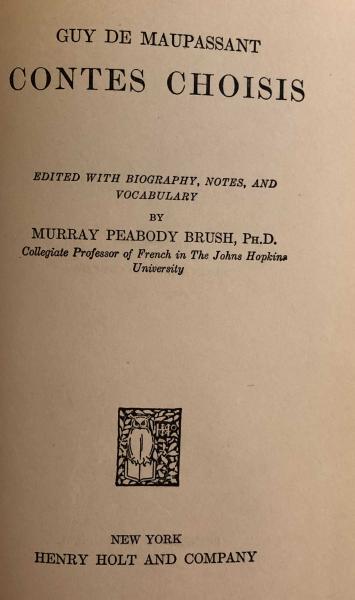 GUY DE MAUPASSANT
CONTES CHOISIS
EDITED WITH BIOGRAPHY, NOTES, AND
VOCABULARY
BY
MURRAY PEABODY BRUSH, PH.D.
Collegiate Professor of French in The Johns Hopkins
University
H H Co
NEW YORK
HENRY HOLT AND COMPANY